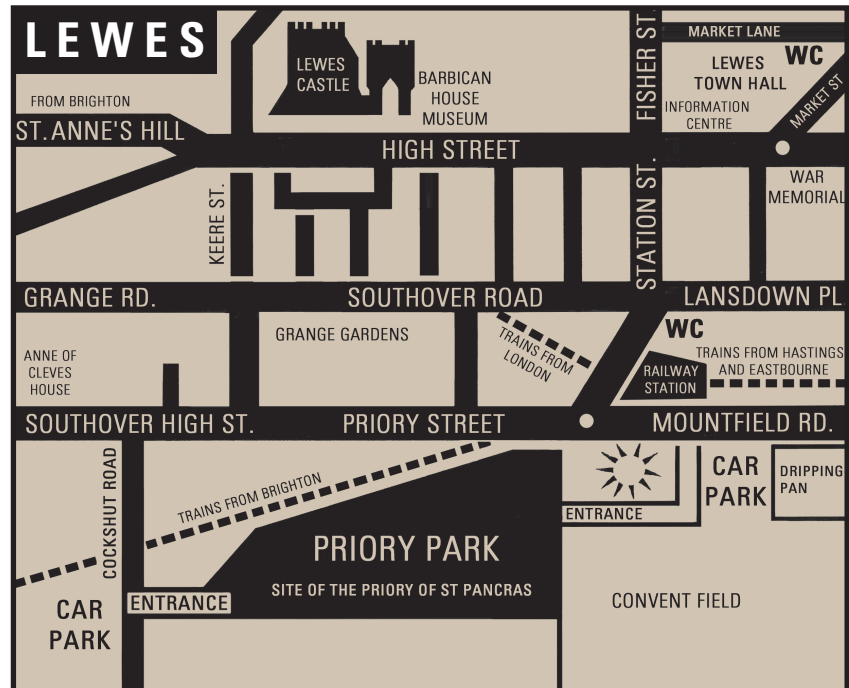 LEWES
FISHER ST.
MARKET LANE
WC
LEWES
TOWN HALL
MARKET ST
INFORMATION
CENTRE
LEWES
CASTLE
BARBICAN
HOUSE
MUSEUM
FROM BRIGHTON
ST. ANNE'S HILL
HIGH STREET
WAR
MEMORIAL
KEERE ST.
STATION ST.
GRANGE RD.
SOUTHOVER ROAD
LANSDOWN PL.
ANNE OF
CLEVES
HOUSE
GRANGE GARDENS
TRAINS FROM
LONDON
WC
RAILWAY
STATION
TRAINS FROM HASTINGS
AND EASTBOURNE
SOUTHOVER HIGH ST.
PRIORY STREET
MOUNTFIELD RD.
COCKSHUT ROAD
TRAINS FROM BRIGHTON
CAR
PARK
DRIPPING
PAN
ENTRANCE
PRIORY PARK
SITE OF THE PRIORY OF ST PANCRAS
CONVENT FIELD
ENTRANCE
CAR
PARK